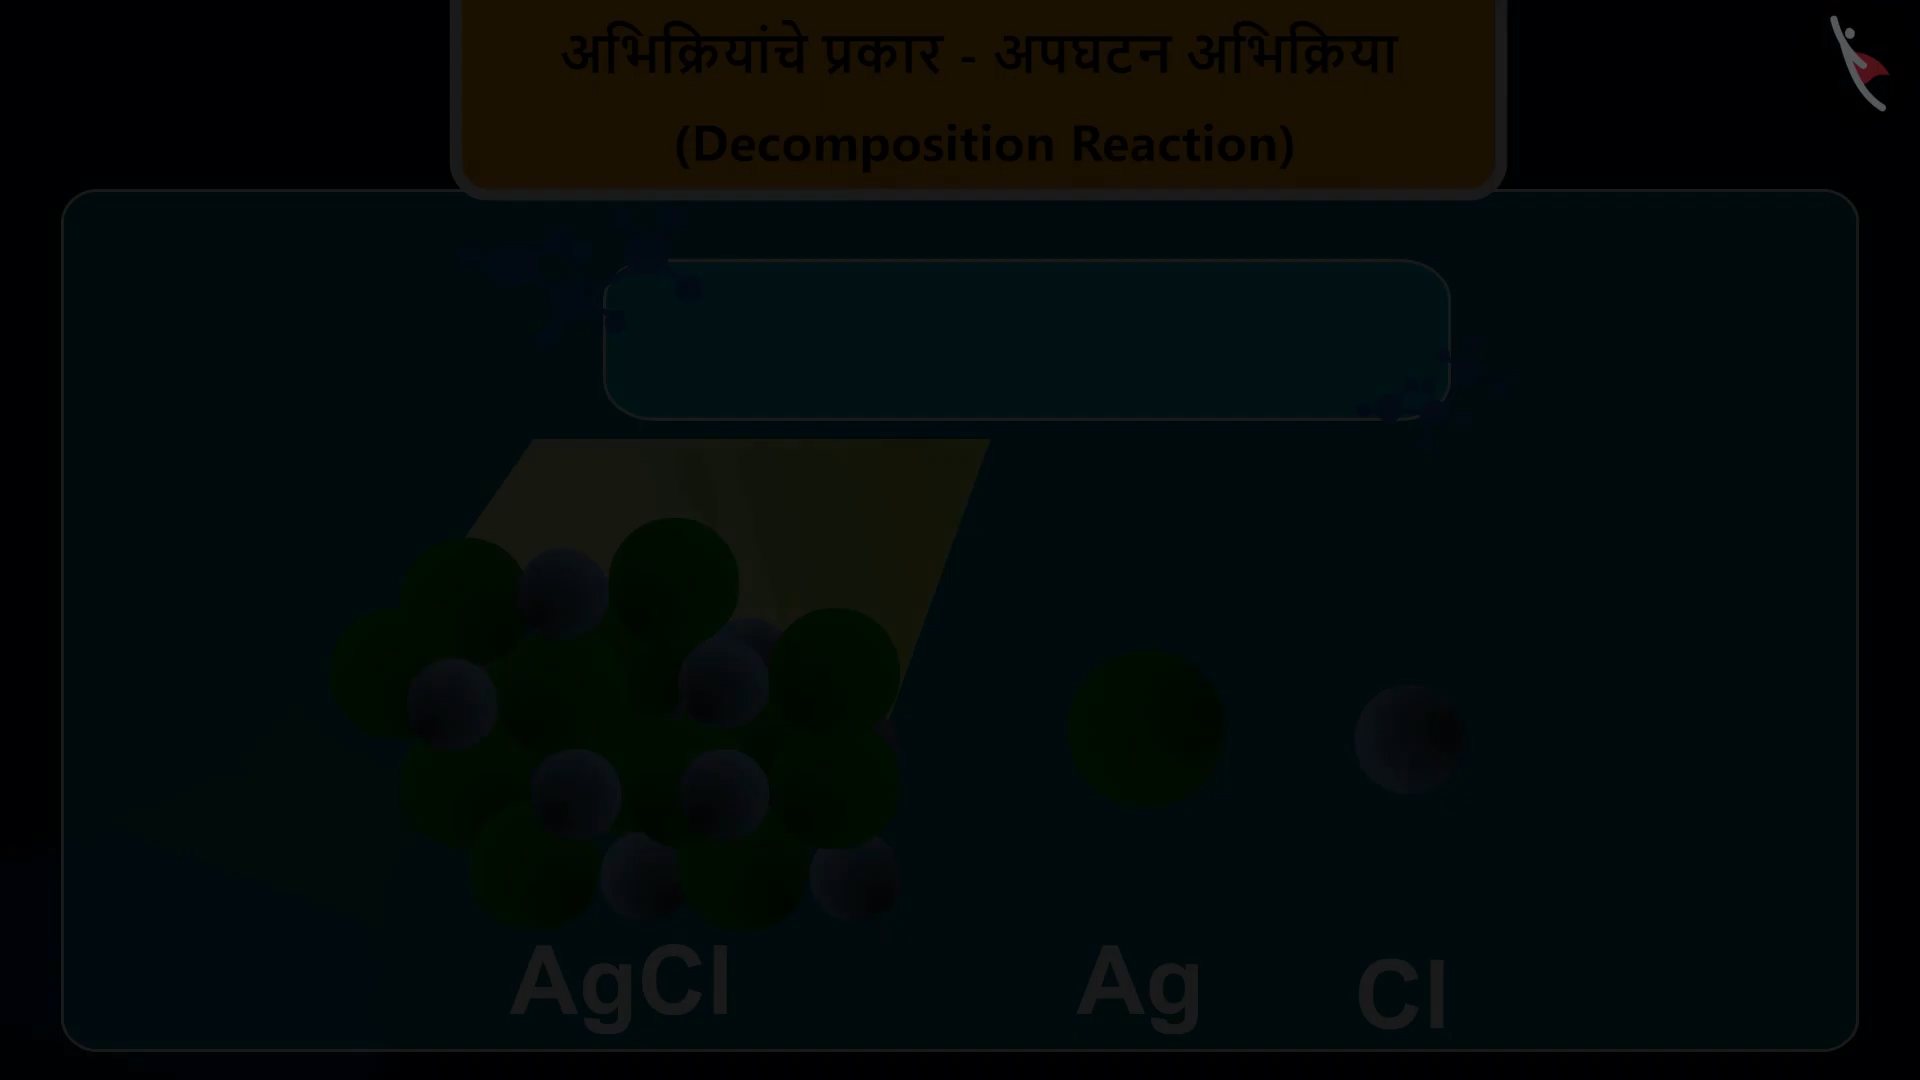 अभिक्रियांचे प्रकार - अपघटन अभिक्रिया
(Decomposition Reaction)
AgCl Ag Cl